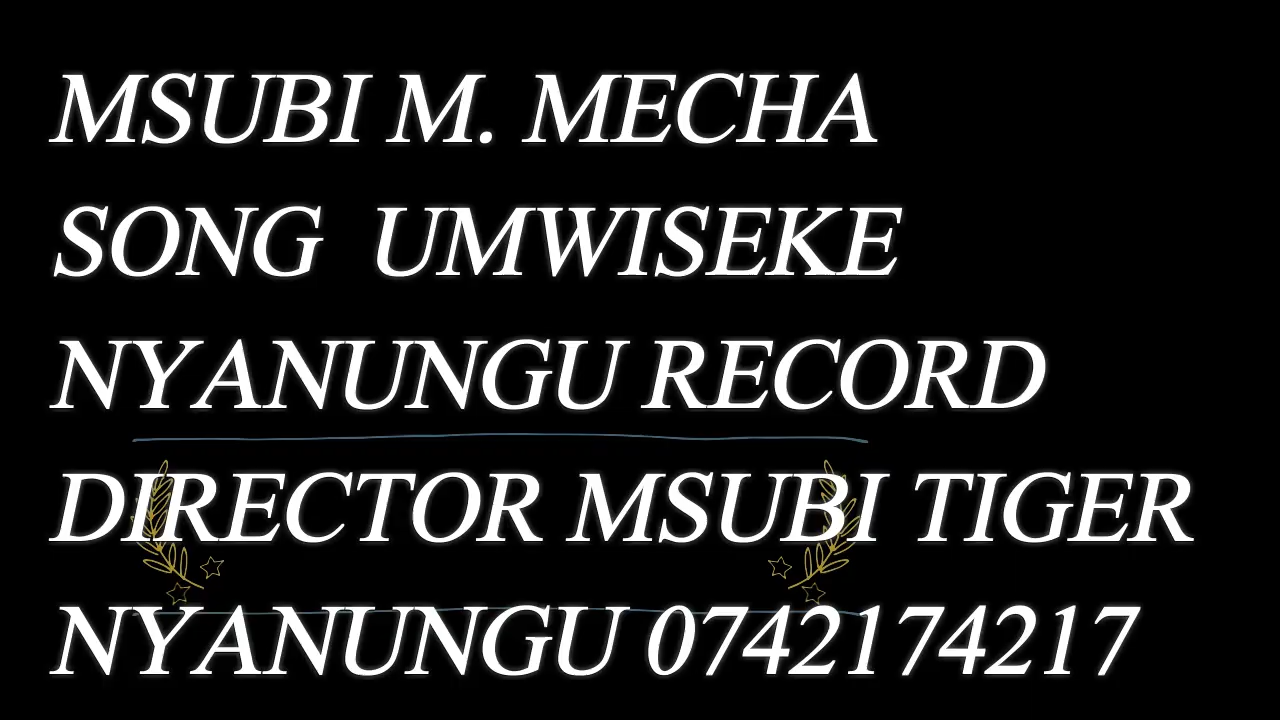 MSUBI M. MECHA
SONG UMWISEKE
NYANUNGU RECORD
DIRECTOR MSUBI TIGER
NYANUNGU 0742174217